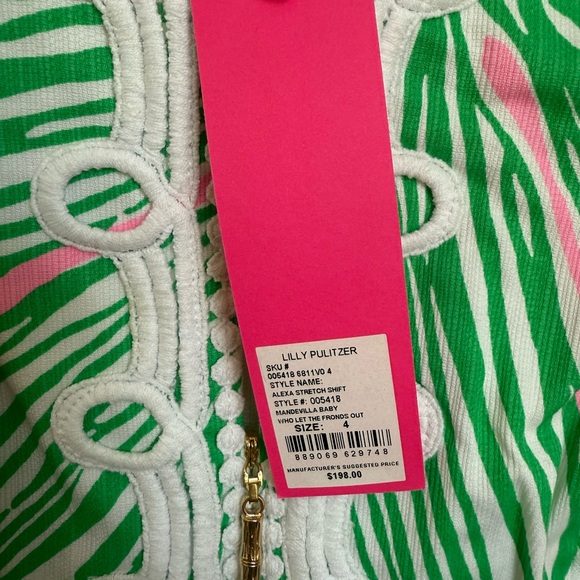 LILLY PULITZER
SKU #
005418 6811V0 4
STYLE NAME:
ALEXA STRETCH SHIFT
STYLE #: 005418
MANDEVILLA BABY
WHO LET THE FRONDS OUT
SIZE: 4
889069 629748
MANUFACTURER'S SUGGESTED PRICE
$198.00